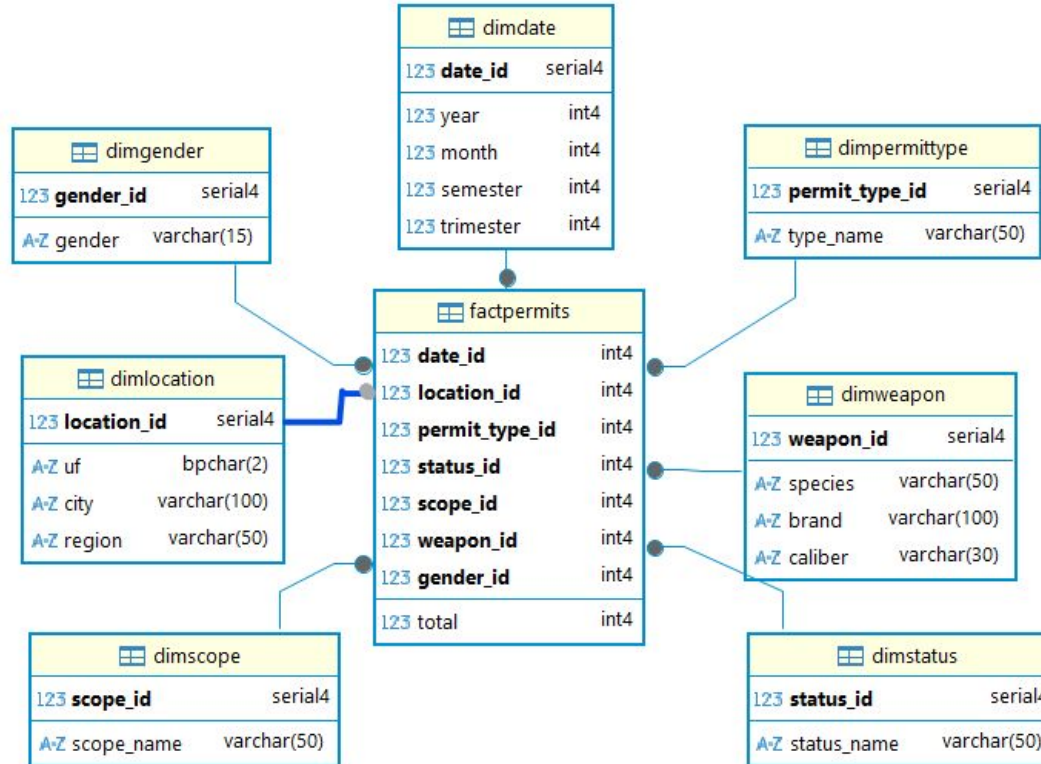 dimdate
123 date_id serial4
123 year int4
123 month int4
123 semester int4
123 trimester int4
dimgender
123 gender_id serial4
A-Z gender varchar(15)
dimpermittype
123 permit_type_id serial4
A-Z type_name varchar(50)
factpermits
123 date_id int4
123 location_id int4
123 permit_type_id int4
123 status_id int4
123 scope_id int4
123 weapon_id int4
123 gender_id int4
123 total int4
dimlocation
123 location_id serial4
A-Z uf bpchar(2)
A-Z city varchar(100)
A-Z region varchar(50)
dimweapon
123 weapon_id serial4
A-Z species varchar(50)
A-Z brand varchar(100)
A-Z caliber varchar(30)
dimscope
123 scope_id serial4
A-Z scope_name varchar(50)
dimstatus
123 status_id serial4
A-Z status_name varchar(50)